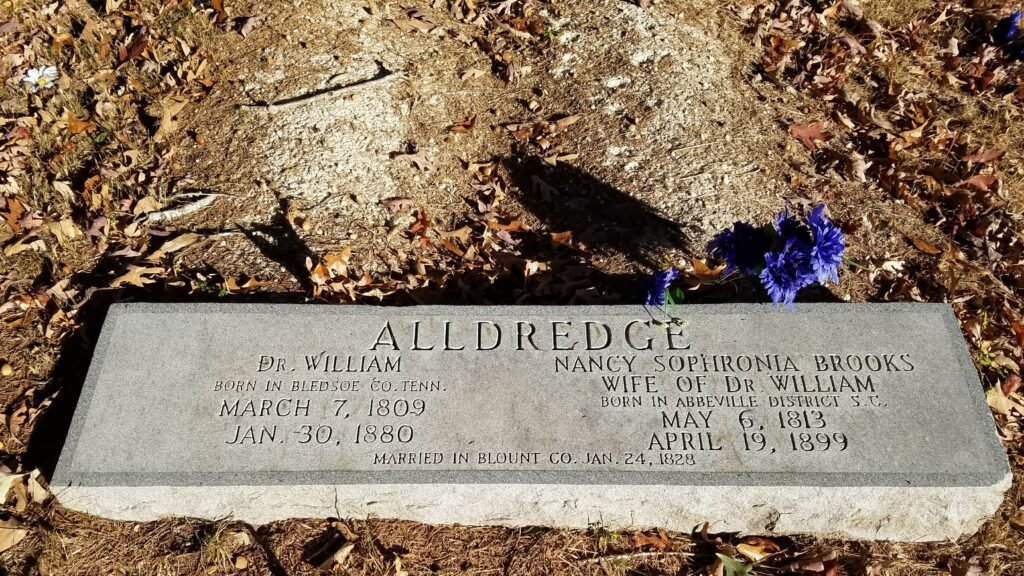 ALLDREDGE
DR. WILLIAM
BORN IN BLEDSOE CO. TENN.
MARCH 7, 1809
JAN. 30, 1880
NANCY SOPHRONIA BROOKS
WIFE OF DR WILLIAM
BORN IN ABBEVILLE DISTRICT S.C.
MAY 6, 1813
APRIL 19, 1899
MARRIED IN BLOUNT CO. JAN. 24, 1828